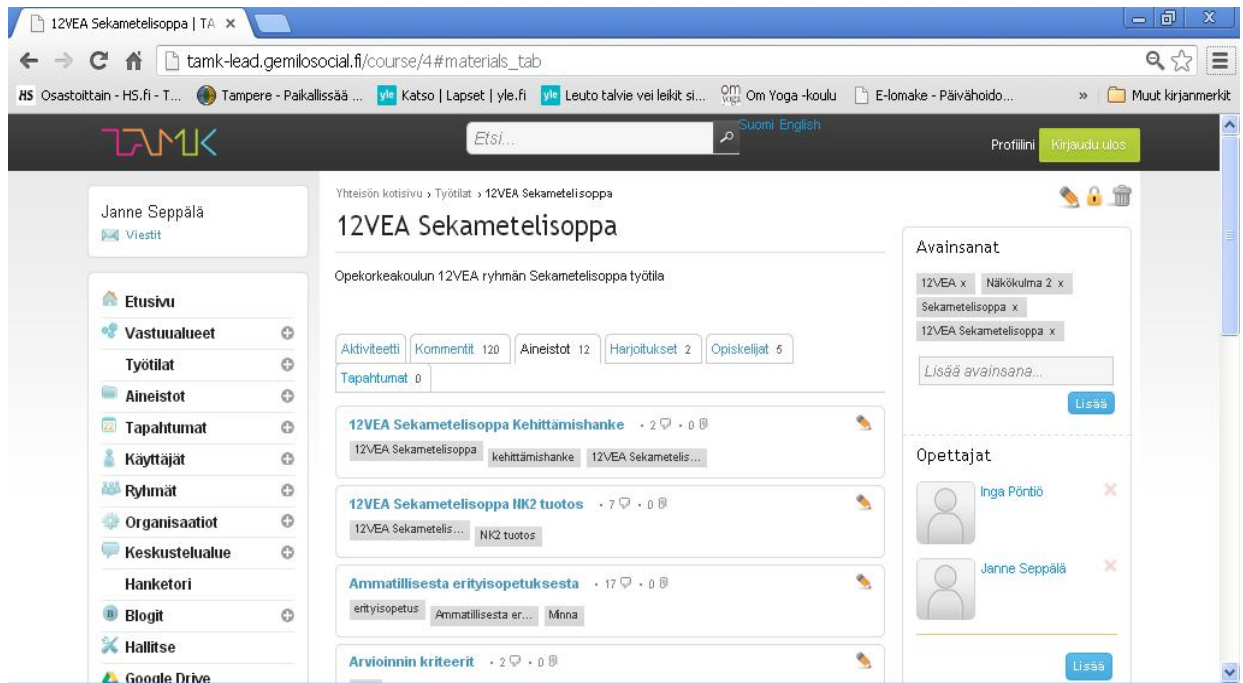 12VEA Sekametelisoppa | TA
tamk-lead.gemilosocial.fi/course/4#materials_tab
HS Osastoittain - HS.fi - T... Tampere - Paikallissää ... yle Katso | Lapset | yle.fi yle Leuto talvie vei leikit si... om yoga Om Yoga -koulu E-lomake - Päivähoido... » Muut kirjanmerkit
TAMK Etsi... Suomi English Profiilini Kirjaudu ulos
Janne Seppälä
Viestit
Etusivu
Vastuualueet
Työtilat
Aineistot
Tapahtumat
Käyttäjät
Ryhmät
Organisaatiot
Keskustelualue
Hanketori
Blogit
Hallitse
Google Drive
Yhteisön kotisivu › Työtilat › 12VEA Sekametelisoppa
12VEA Sekametelisoppa
Opekorkeakoulun 12VEA ryhmän Sekametelisoppa työtila
Aktiviteetti Kommentit 120 Aineistot 12 Harjoitukset 2 Opiskelijat 5
Tapahtumat 0
12VEA Sekametelisoppa Kehittämishanke · 2 · 0
12VEA Sekametelisoppa kehittämishanke 12VEA Sekametelis...
12VEA Sekametelisoppa NK2 tuotos · 7 · 0
12VEA Sekametelis... NK2 tuotos
Ammatillisesta erityisopetuksesta · 17 · 0
erityisopetus Ammatillisesta er... Minna
Arvioinnin kriteerit · 2 · 0
Avainsanat
12VEA x Näkökulma 2 x
Sekametelisoppa x
12VEA Sekametelisoppa x
Lisää avainsana...
Lisää
Opettajat
Inga Pöntiö
Janne Seppälä
Lisää